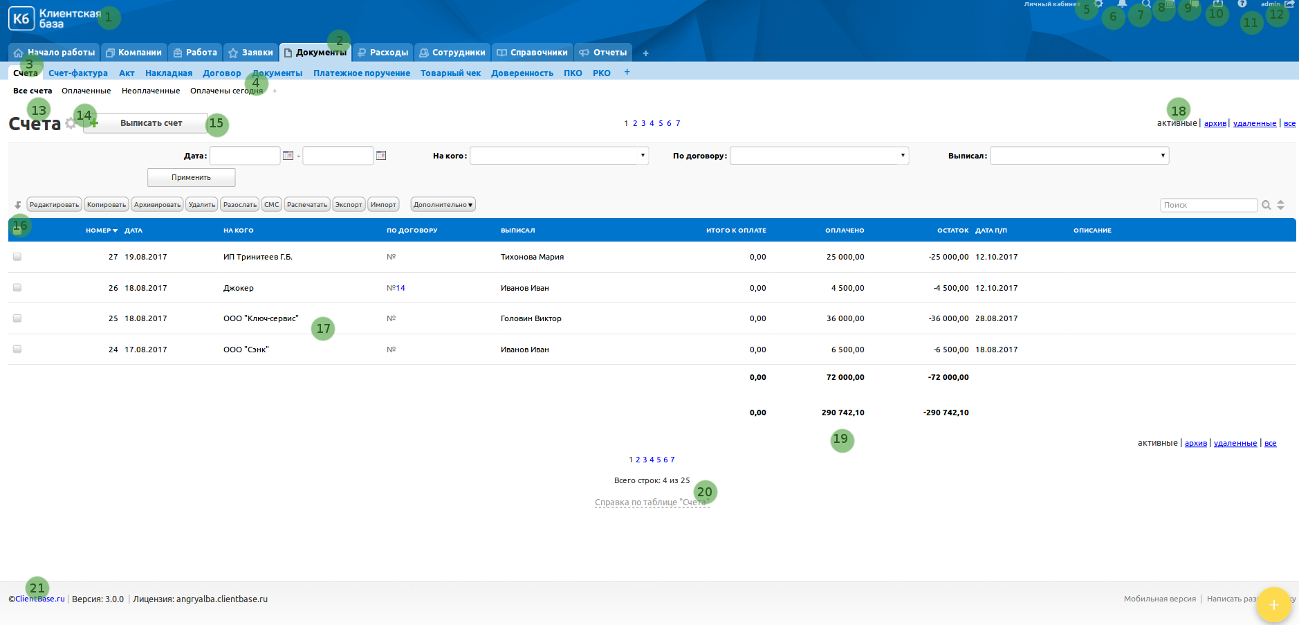 Кб Клиентская база 1
Личный кабинет 5 6 7 8 9 10 11 admin 12
Начало работы Компании Работа Заявки Документы 2 Расходы Сотрудники Справочники Отчеты +
Счета 3 Счет-фактура Акт Накладная Договор Документы Платежное поручение Товарный чек Доверенность ПКО РКО +
Все счета Оплаченные Неоплаченные Оплачены сегодня 4 +
13 14 15 18
Счета + Выписать счет 1 2 3 4 5 6 7 активные | архив | удаленные | все
Дата: - На кого: По договору: Выписал:
Применить
Редактировать Копировать Архивировать Удалить Разослать СМС Распечатать Экспорт Импорт Дополнительно ▾ Поиск
16 НОМЕР ▾ ДАТА НА КОГО ПО ДОГОВОРУ ВЫПИСАЛ ИТОГО К ОПЛАТЕ ОПЛАЧЕНО ОСТАТОК ДАТА П/П ОПИСАНИЕ
27 19.08.2017 ИП Тринитеев Г.Б. № Тихонова Мария 0,00 25 000,00 -25 000,00 12.10.2017
26 18.08.2017 Джокер №14 Иванов Иван 0,00 4 500,00 -4 500,00 12.10.2017
25 18.08.2017 ООО "Ключ-сервис" № Головин Виктор 0,00 36 000,00 -36 000,00 28.08.2017
17
24 17.08.2017 ООО "Сэнк" № Иванов Иван 0,00 6 500,00 -6 500,00 18.08.2017
0,00 72 000,00 -72 000,00
0,00 290 742,10 -290 742,10
19
активные | архив | удаленные | все
1 2 3 4 5 6 7
Всего строк: 4 из 25
20
Справка по таблице "Счета"
21
©ClientBase.ru | Версия: 3.0.0 | Лицензия: angryalba.clientbase.ru Мобильная версия | Написать +